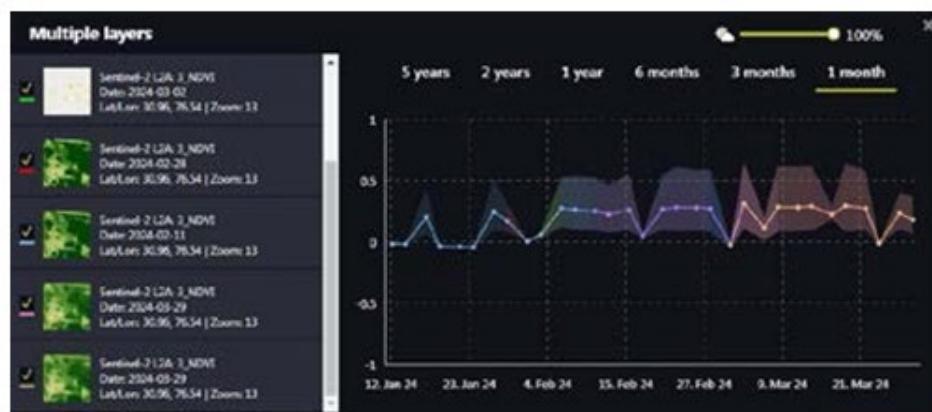 Multiple layers
100%
5 years 2 years 1 year 6 months 3 months 1 month
Sentinel-2 L2A: 3_NDVI
Date: 2024-03-02
Lat/Lon: 30.96, 76.54 | Zoom: 13
Sentinel-2 L2A: 3_NDVI
Date: 2024-02-28
Lat/Lon: 30.96, 76.54 | Zoom: 13
Sentinel-2 L2A: 3_NDVI
Date: 2024-02-11
Lat/Lon: 30.96, 76.54 | Zoom: 13
Sentinel-2 L2A: 3_NDVI
Date: 2024-03-29
Lat/Lon: 30.96, 76.54 | Zoom: 13
Sentinel-2 L2A: 3_NDVI
Date: 2024-03-29
Lat/Lon: 30.96, 76.54 | Zoom: 13
1
0.5
0
-0.5
-1
12. Jan 24 23. Jan 24 4. Feb 24 15. Feb 24 27. Feb 24 9. Mar 24 21. Mar 24